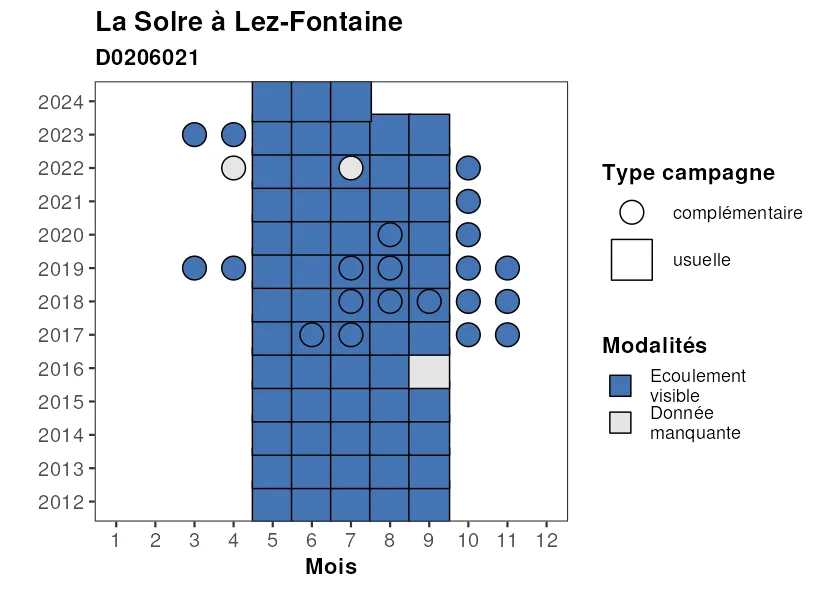 La Solre à Lez-Fontaine
D0206021
2024
2023
2022
2021
2020
2019
2018
2017
2016
2015
2014
2013
2012
1 2 3 4 5 6 7 8 9 10 11 12
Mois
Type campagne
complémentaire
usuelle
Modalités
Ecoulement
visible
Donnée
manquante